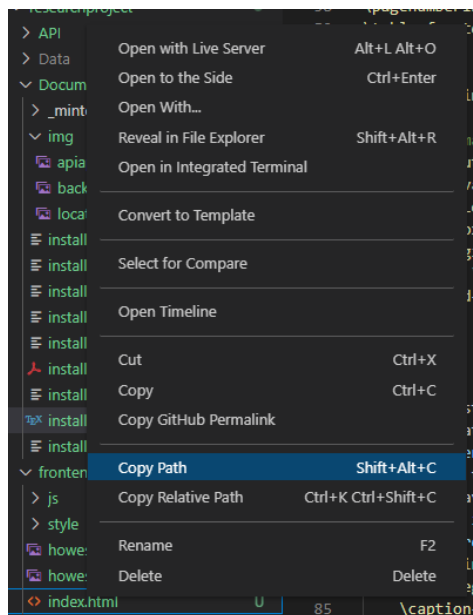 researchproject
API
Data
Docum
_mint
img
apia
back
locat
install
install
install
install
install
install
install
install
install
fronten
js
style
howes
howes
index.html U
Open with Live Server Alt+L Alt+O
Open to the Side Ctrl+Enter
Open With...
Reveal in File Explorer Shift+Alt+R
Open in Integrated Terminal
Convert to Template
Select for Compare
Open Timeline
Cut Ctrl+X
Copy Ctrl+C
Copy GitHub Permalink
Copy Path Shift+Alt+C
Copy Relative Path Ctrl+K Ctrl+Shift+C
Rename F2
Delete Delete
85 \caption